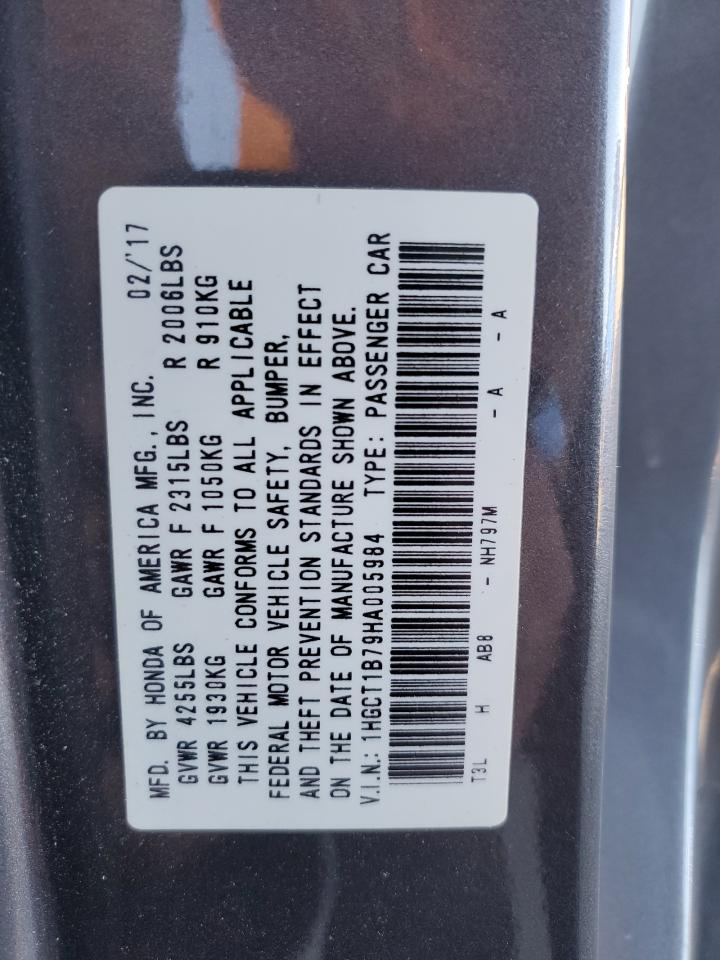 MFD. BY HONDA OF AMERICA MFG., INC. 02/'17
GVWR 4255LBS GAWR F 2315LBS R 2006LBS
GVWR 1930KG GAWR F 1050KG R 910KG
THIS VEHICLE CONFORMS TO ALL APPLICABLE
FEDERAL MOTOR VEHICLE SAFETY, BUMPER,
AND THEFT PREVENTION STANDARDS IN EFFECT
ON THE DATE OF MANUFACTURE SHOWN ABOVE.
V.I.N.: 1HGCT1B79HA005984 TYPE: PASSENGER CAR
T3L H AB8 - NH797M - A - A